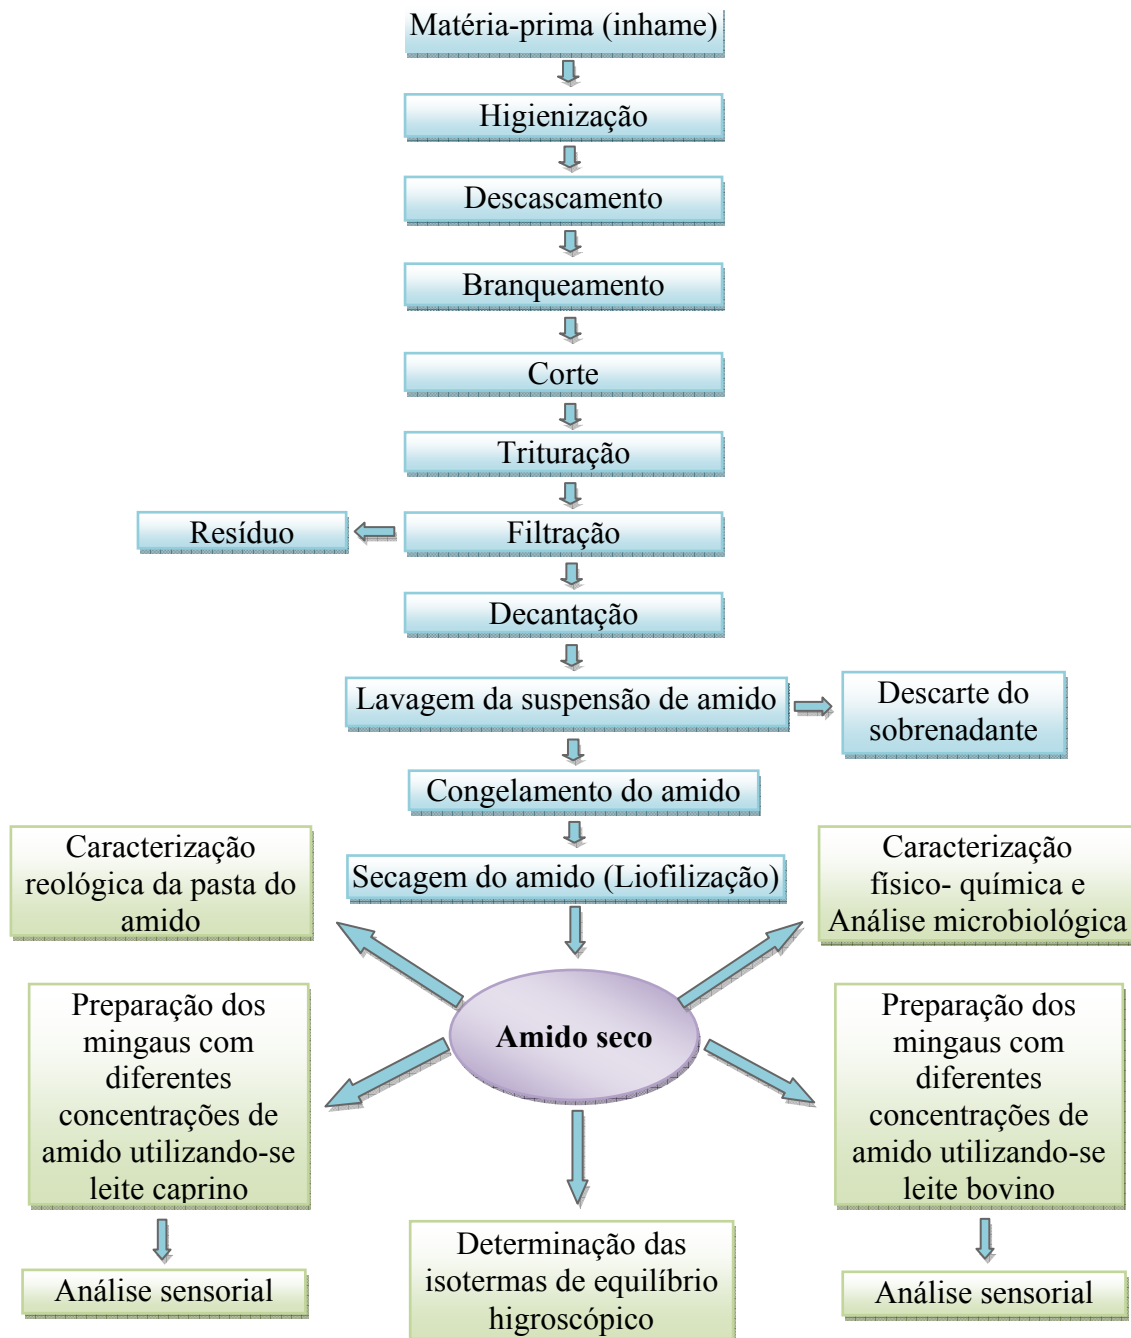 Matéria-prima (inhame)
Higienização
Descascamento
Branqueamento
Corte
Trituração
Resíduo
Filtração
Decantação
Lavagem da suspensão de amido
Descarte do
sobrenadante
Congelamento do amido
Caracterização
reológica da pasta do
amido
Secagem do amido (Liofilização)
Caracterização
físico- química e
Análise microbiológica
Amido seco
Preparação dos
mingaus com
diferentes
concentrações de
amido utilizando-se
leite caprino
Preparação dos
mingaus com
diferentes
concentrações de
amido utilizando-se
leite bovino
Análise sensorial
Determinação das
isotermas de equilíbrio
higroscópico
Análise sensorial